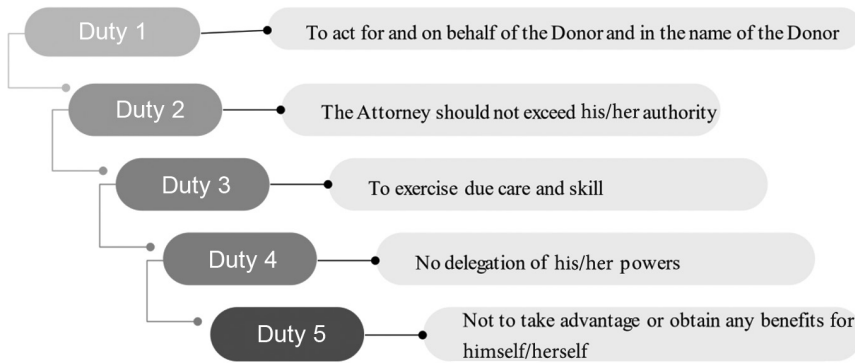 Duty 1
To act for and on behalf of the Donor and in the name of the Donor
Duty 2
The Attorney should not exceed his/her authority
Duty 3
To exercise due care and skill
Duty 4
No delegation of his/her powers
Duty 5
Not to take advantage or obtain any benefits for
himself/herself